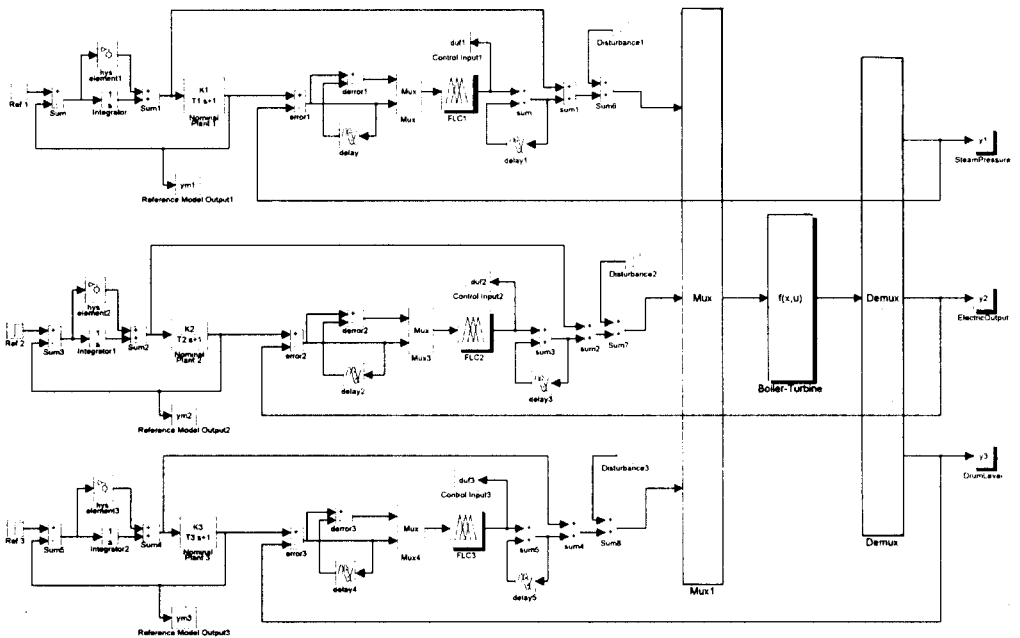 duf1
Control Input1
Disturbance1
hys
element1
Ref 1
Sum
1
s
Integrator
Sum1
K1
T1 s+1
Nominal
Plant 1
error1
derror1
Mux
Mux
FLC1
sum
sum1
Sum6
delay
delay1
ym1
Reference Model Output1
y1
SteamPressure
duf2
Control Input2
Disturbance2
hys
element2
Ref 2
Sum3
1
s
Integrator1
Sum2
K2
T2 s+1
Nominal
Plant 2
error2
derror2
Mux
Mux3
FLC2
sum3
sum2
Sum7
delay2
delay3
ym2
Reference Model Output2
Mux
f(x,u)
Boiler-Turbine
Demux
y2
ElectricOutput
duf3
Control Input3
Disturbance3
hys
element3
Ref 3
Sum5
1
s
Integrator2
Sum4
K3
T3 s+1
Nominal
Plant 3
error3
derror3
Mux
Mux4
FLC3
sum5
sum4
Sum8
delay4
delay5
ym3
Reference Model Output3
Mux1
Demux
y3
DrumLevel